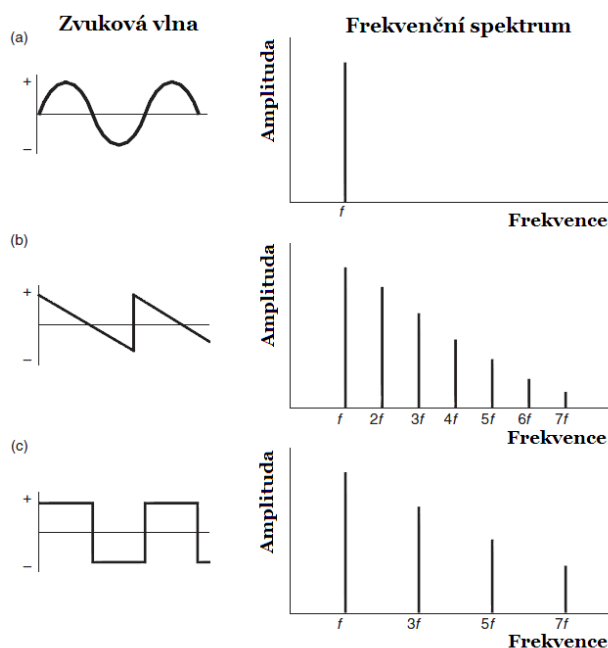 Zvuková vlna
Frekvenční spektrum
(a)
+
–
Amplituda
f
Frekvence
(b)
+
–
Amplituda
f 2f 3f 4f 5f 6f 7f
Frekvence
(c)
+
–
Amplituda
f 3f 5f 7f
Frekvence